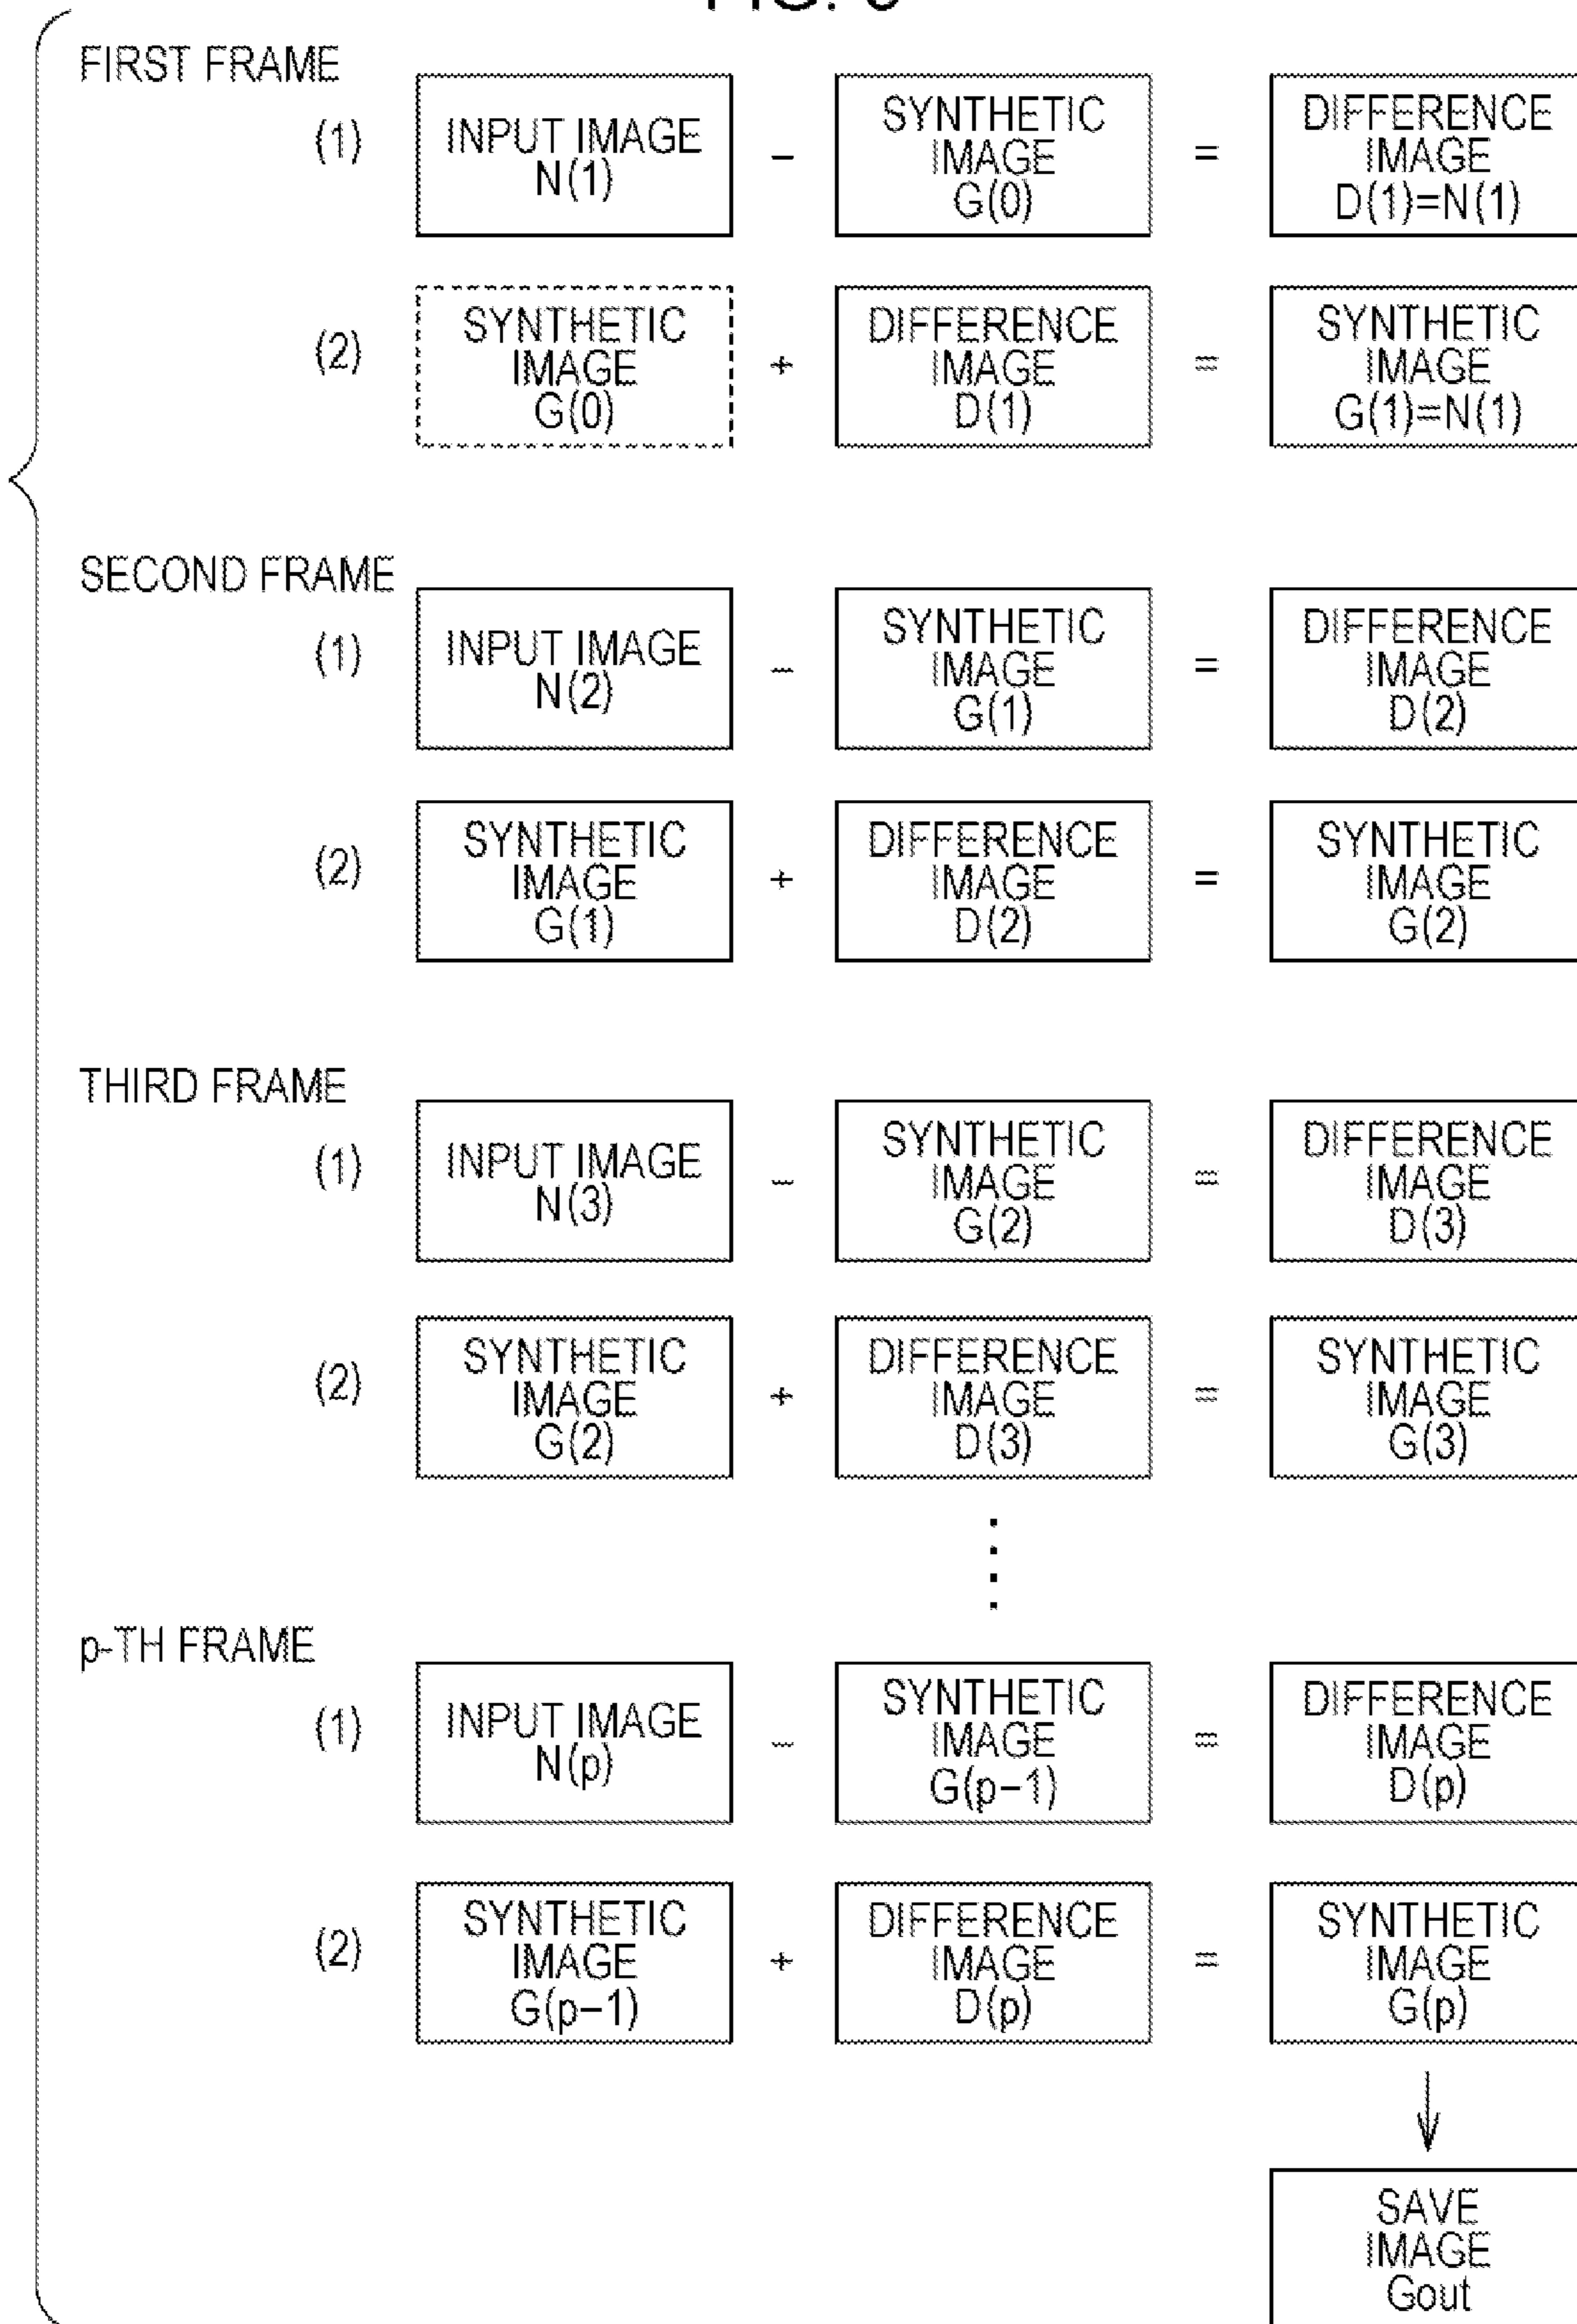 FIRST FRAME
(1)
INPUT IMAGE
N(1)
−
SYNTHETIC
IMAGE
G(0)
=
DIFFERENCE
IMAGE
D(1)=N(1)
(2)
SYNTHETIC
IMAGE
G(0)
+
DIFFERENCE
IMAGE
D(1)
=
SYNTHETIC
IMAGE
G(1)=N(1)
SECOND FRAME
(1)
INPUT IMAGE
N(2)
−
SYNTHETIC
IMAGE
G(1)
=
DIFFERENCE
IMAGE
D(2)
(2)
SYNTHETIC
IMAGE
G(1)
+
DIFFERENCE
IMAGE
D(2)
=
SYNTHETIC
IMAGE
G(2)
THIRD FRAME
(1)
INPUT IMAGE
N(3)
−
SYNTHETIC
IMAGE
G(2)
=
DIFFERENCE
IMAGE
D(3)
(2)
SYNTHETIC
IMAGE
G(2)
+
DIFFERENCE
IMAGE
D(3)
=
SYNTHETIC
IMAGE
G(3)
p-TH FRAME
(1)
INPUT IMAGE
N(p)
−
SYNTHETIC
IMAGE
G(p−1)
=
DIFFERENCE
IMAGE
D(p)
(2)
SYNTHETIC
IMAGE
G(p−1)
+
DIFFERENCE
IMAGE
D(p)
=
SYNTHETIC
IMAGE
G(p)
SAVE
IMAGE
Gout